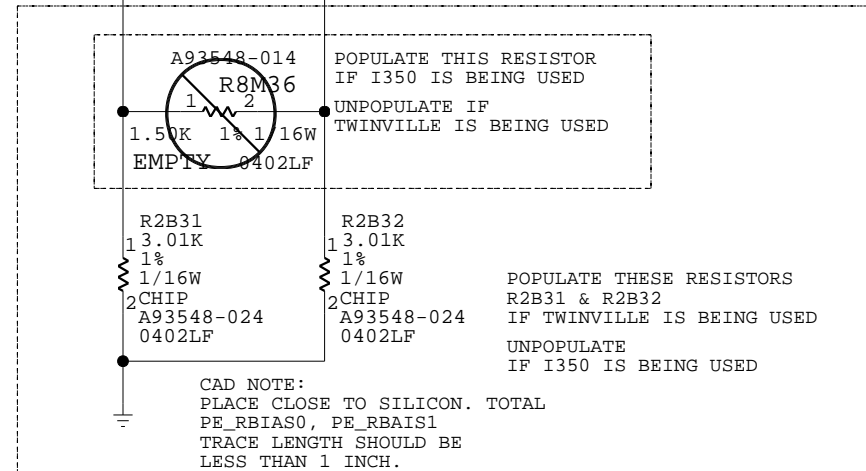 A93548-014
R8M36
1 2
1.50K 1% 1/16W
EMPTY 0402LF
POPULATE THIS RESISTOR
IF I350 IS BEING USED
UNPOPULATE IF
TWINVILLE IS BEING USED
R2B31
1 3.01K
1%
1/16W
2 CHIP
A93548-024
0402LF
R2B32
1 3.01K
1%
1/16W
2 CHIP
A93548-024
0402LF
POPULATE THESE RESISTORS
R2B31 & R2B32
IF TWINVILLE IS BEING USED
UNPOPULATE
IF I350 IS BEING USED
CAD NOTE:
PLACE CLOSE TO SILICON. TOTAL
PE_RBIAS0, PE_RBAIS1
TRACE LENGTH SHOULD BE
LESS THAN 1 INCH.